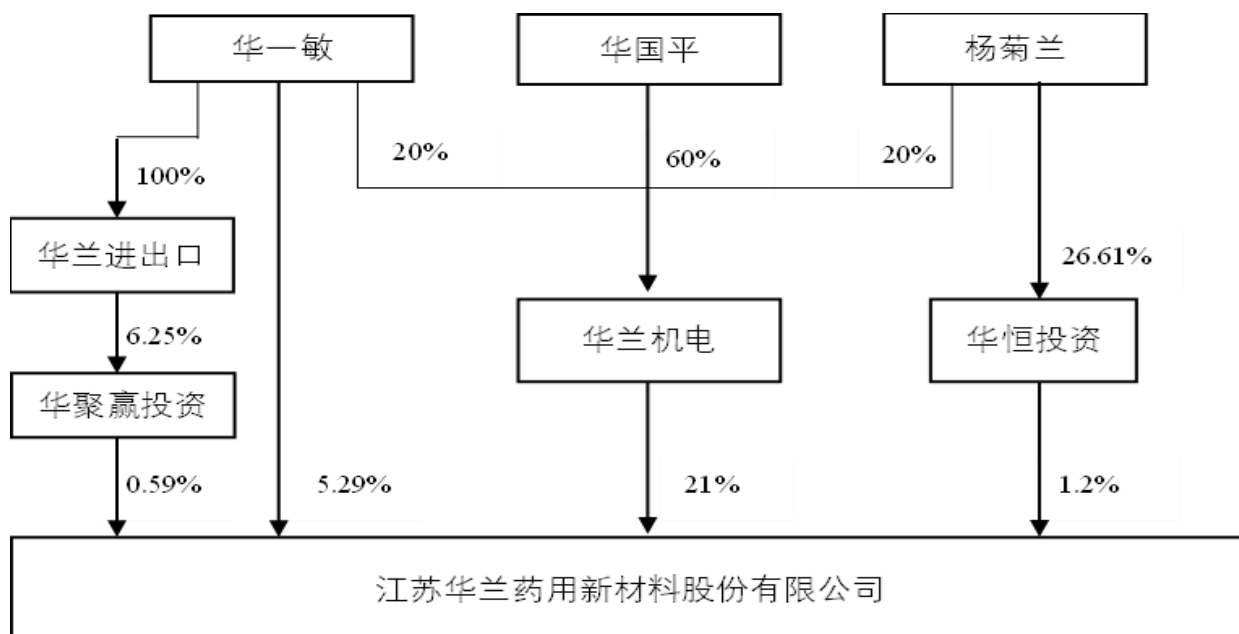 华一敏
华国平
杨菊兰
20%
60%
20%
100%
华兰进出口
26.61%
6.25%
华兰机电
华恒投资
华聚赢投资
0.59%
5.29%
21%
1.2%
江苏华兰药用新材料股份有限公司